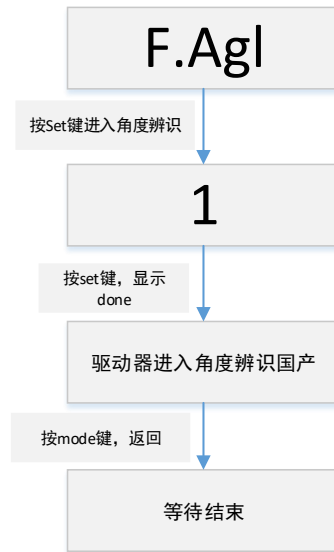 F.Agl
按Set键进入角度辨识
1
按set键，显示
done
驱动器进入角度辨识国产
按mode键，返回
等待结束